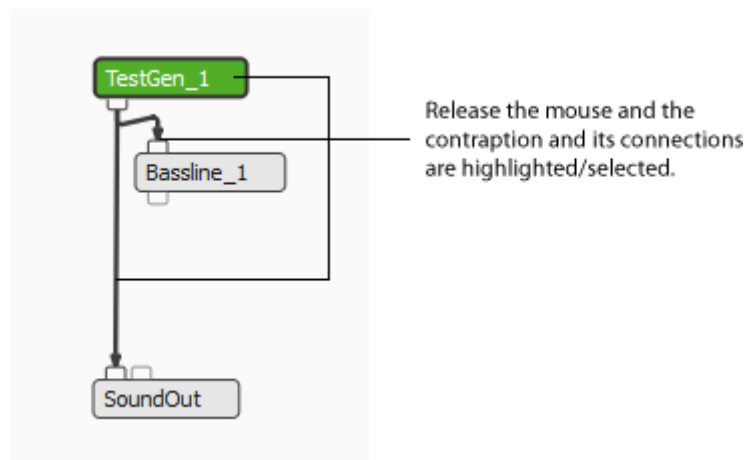 TestGen_1
Release the mouse and the
contraption and its connections
are highlighted/selected.
Bassline_1
SoundOut